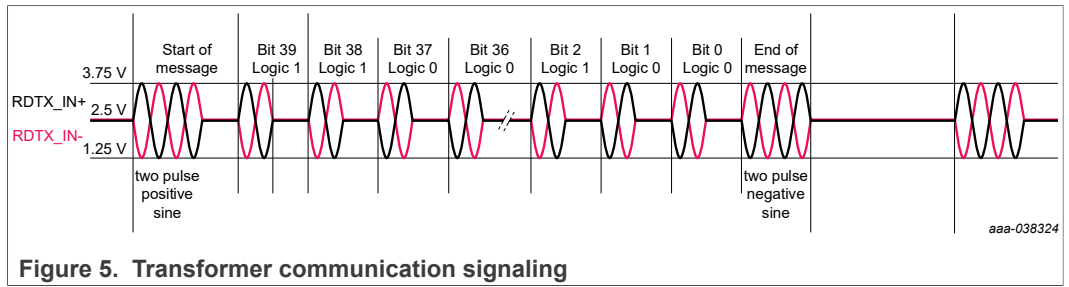 Start of
message
Bit 39
Logic 1
Bit 38
Logic 1
Bit 37
Logic 0
Bit 36
Logic 0
Bit 2
Logic 1
Bit 1
Logic 0
Bit 0
Logic 0
End of
message
3.75 V
RDTX_IN+
2.5 V
RDTX_IN-
1.25 V
two pulse
positive
sine
two pulse
negative
sine
aaa-038324
Figure 5. Transformer communication signaling